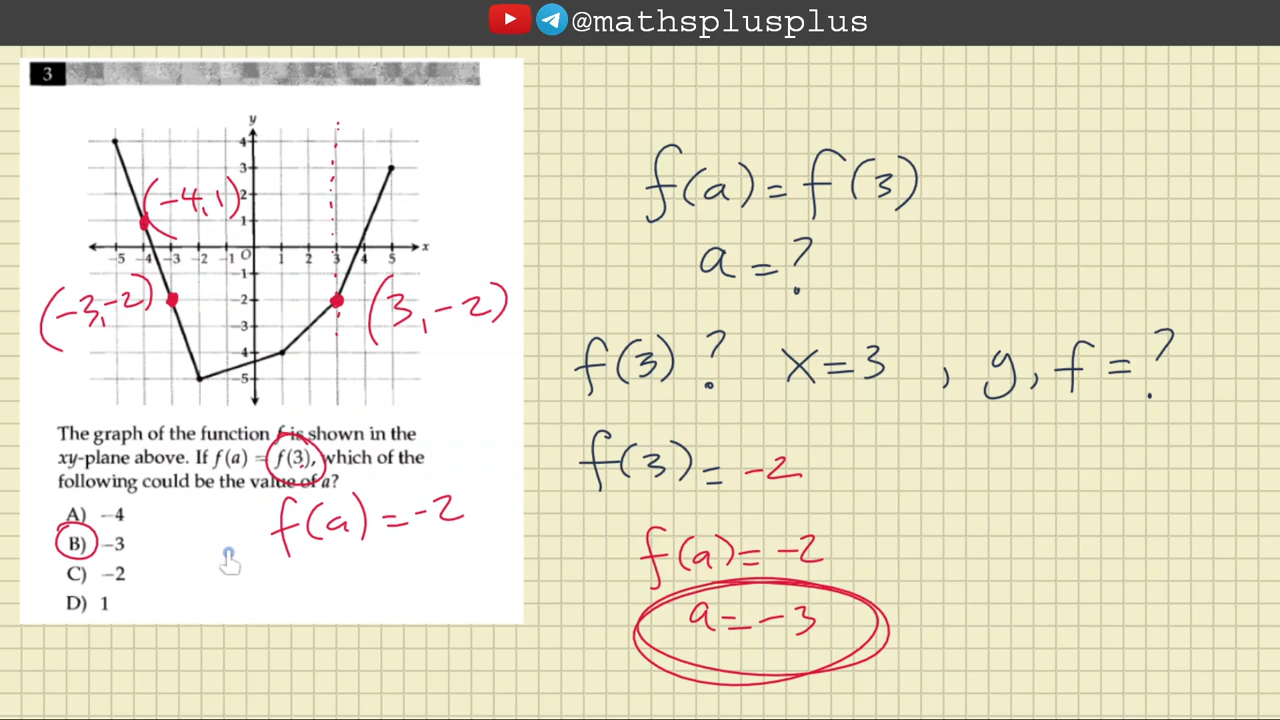 @mathsplusplus
3
y
4
3
2
1
-5 -4 -3 -2 -1 O 1 2 3 4 5 x
-1
-2
-3
4
-5
(-4,1)
(-3,-2)
(3,-2)
The graph of the function f is shown in the
xy-plane above. If f(a) = f(3), which of the
following could be the value of a?
A) -4
B) -3
C) -2
D) 1
f(a) = -2
f(a) = f(3)
a = ?
f(3) ? x = 3 , y, f = ?
f(3) = -2
f(a) = -2
a = -3